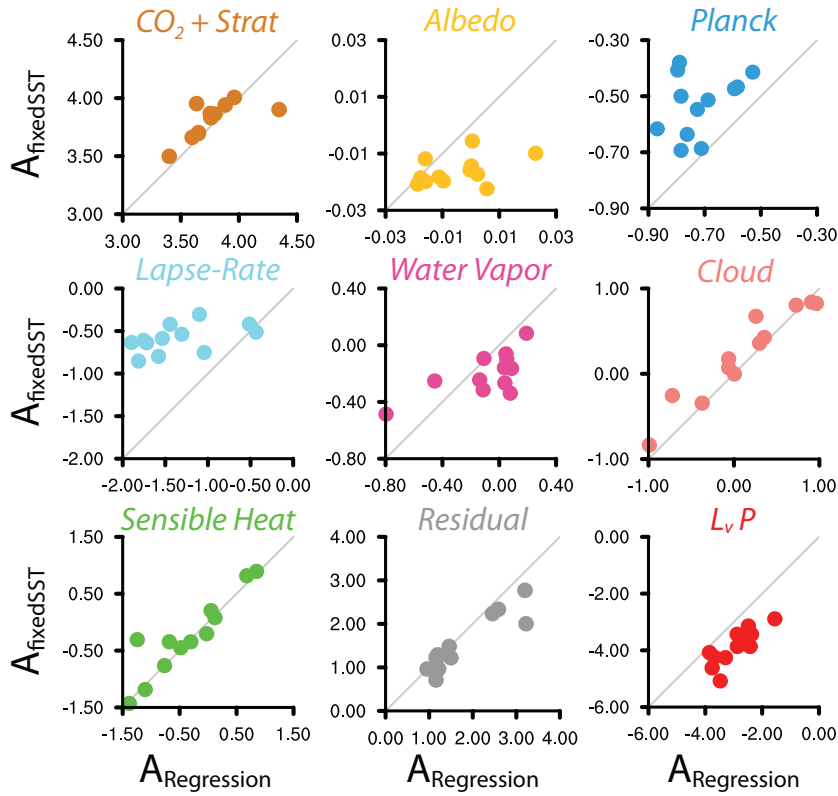 CO2 + Strat Albedo Planck
4.50 0.03 -0.30
4.00 0.01 -0.50
3.50 -0.01 -0.70
3.00 -0.03 -0.90
3.00 3.50 4.00 4.50 -0.03 -0.01 0.01 0.03 -0.90 -0.70 -0.50 -0.30
AfixedSST
Lapse-Rate Water Vapor Cloud
0.00 0.40 1.00
-0.50 0.00
-1.00 0.00
-1.50 -0.40
-2.00 -0.80 -1.00
-2.00 -1.50 -1.00 -0.50 0.00 -0.80 -0.40 0.00 0.40 -1.00 0.00 1.00
AfixedSST
Sensible Heat Residual Lv P
1.50 4.00 0.00
0.50 3.00 -2.00
2.00
-0.50 1.00 -4.00
-1.50 0.00 -6.00
-1.50 -0.50 0.50 1.50 0.00 1.00 2.00 3.00 4.00 -6.00 -4.00 -2.00 0.00
AfixedSST
ARegression ARegression ARegression